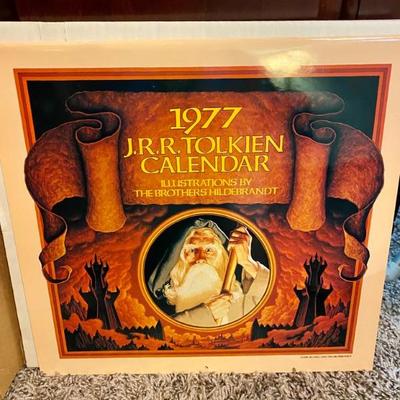 1977
J.R.R. TOLKIEN
CALENDAR
ILLUSTRATIONS BY
THE BROTHERS HILDEBRANDT